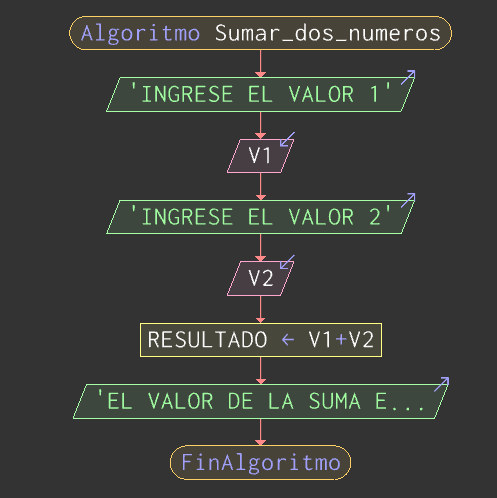 Algoritmo Sumar_dos_numeros
'INGRESE EL VALOR 1'
V1
'INGRESE EL VALOR 2'
V2
RESULTADO ← V1+V2
'EL VALOR DE LA SUMA E...
FinAlgoritmo